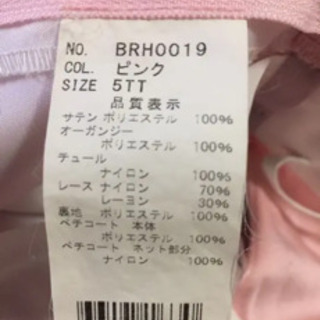 NO. BRH0019
COL. ピンク
SIZE 5TT
品質表示
サテン ポリエステル 100%
オーガンジー
ポリエステル 100%
チュール
ナイロン 100%
レース ナイロン 70%
レーヨン 30%
裏地 ポリエステル 100%
ペチコート 本体
ポリエステル 100%
ペチコート ネット部分
ナイロン 100%